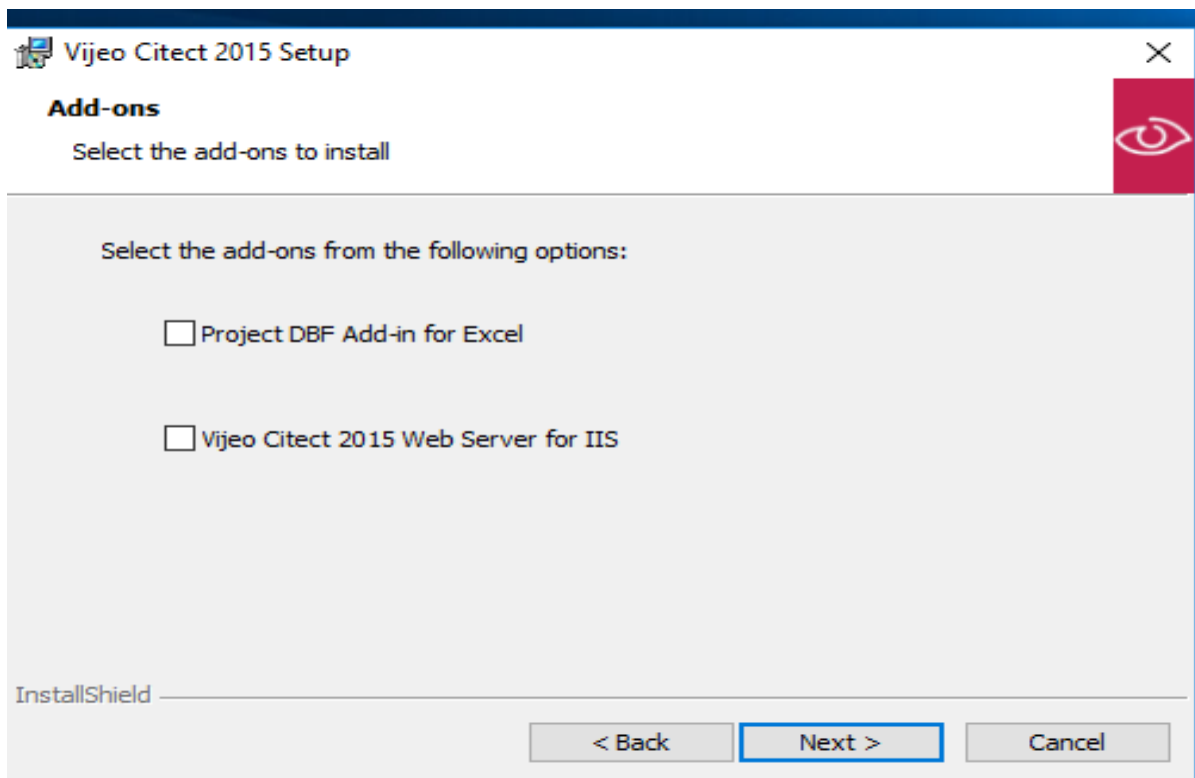 Vijeo Citect 2015 Setup
Add-ons
Select the add-ons to install
Select the add-ons from the following options:
Project DBF Add-in for Excel
Vijeo Citect 2015 Web Server for IIS
InstallShield
< Back Next > Cancel